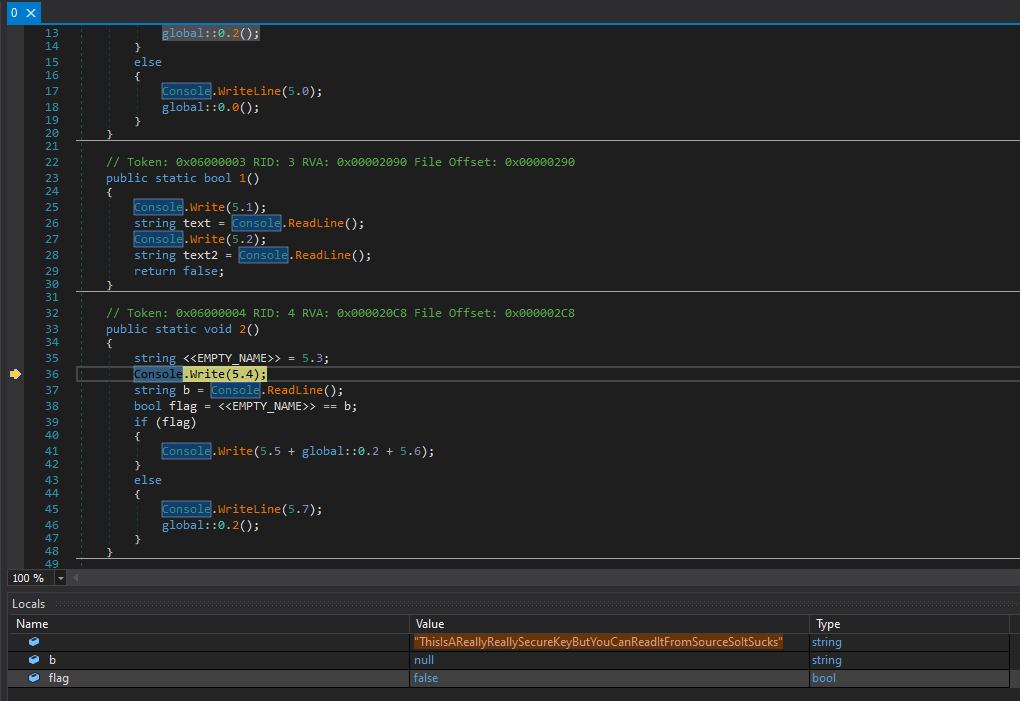 0 ✕
13 global::0.2();
14 }
15 else
16 {
17 Console.WriteLine(5.0);
18 global::0.0();
19 }
20 }
21
22 // Token: 0x06000003 RID: 3 RVA: 0x00002090 File Offset: 0x00000290
23 public static bool 1()
24 {
25 Console.Write(5.1);
26 string text = Console.ReadLine();
27 Console.Write(5.2);
28 string text2 = Console.ReadLine();
29 return false;
30 }
31
32 // Token: 0x06000004 RID: 4 RVA: 0x000020C8 File Offset: 0x000002C8
33 public static void 2()
34 {
35 string <<EMPTY_NAME>> = 5.3;
36 Console.Write(5.4);
37 string b = Console.ReadLine();
38 bool flag = <<EMPTY_NAME>> == b;
39 if (flag)
40 {
41 Console.Write(5.5 + global::0.2 + 5.6);
42 }
43 else
44 {
45 Console.WriteLine(5.7);
46 global::0.2();
47 }
48 }
49
100 %
Locals
Name Value Type
"ThisIsAReallyReallySecureKeyButYouCanReadItFromSourceSoItSucks" string
b null string
flag false bool